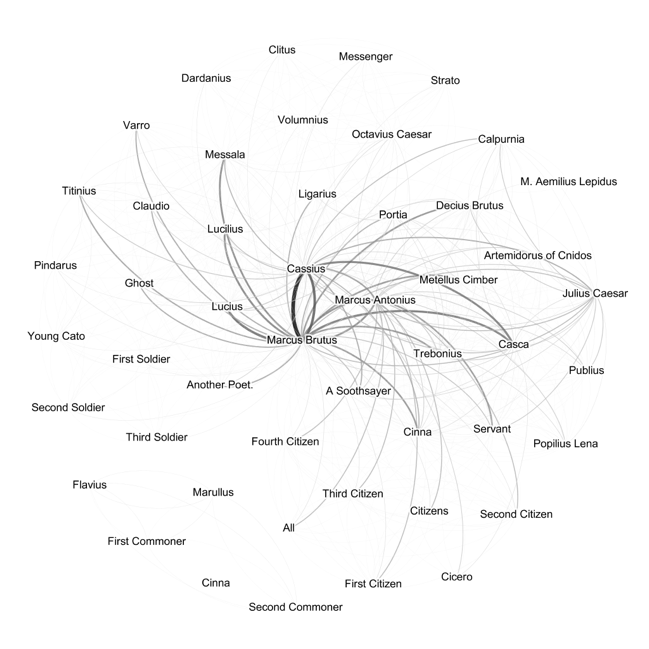 Clitus
Messenger
Dardanius
Strato
Volumnius
Varro
Octavius Caesar
Calpurnia
Messala
M. Aemilius Lepidus
Titinius
Ligarius
Claudio
Decius Brutus
Portia
Lucilius
Artemidorus of Cnidos
Pindarus
Cassius
Ghost
Metellus Cimber
Julius Caesar
Marcus Antonius
Lucius
Young Cato
Marcus Brutus
Casca
Trebonius
First Soldier
Publius
Another Poet.
A Soothsayer
Second Soldier
Cinna
Servant
Third Soldier
Fourth Citizen
Popilius Lena
Flavius
Marullus
Third Citizen
Citizens
Second Citizen
All
First Commoner
Cicero
Cinna
First Citizen
Second Commoner